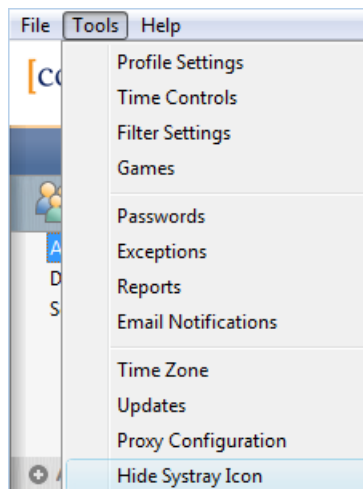 File Tools Help
Profile Settings
Time Controls
Filter Settings
Games
Passwords
Exceptions
Reports
Email Notifications
Time Zone
Updates
Proxy Configuration
Hide Systray Icon